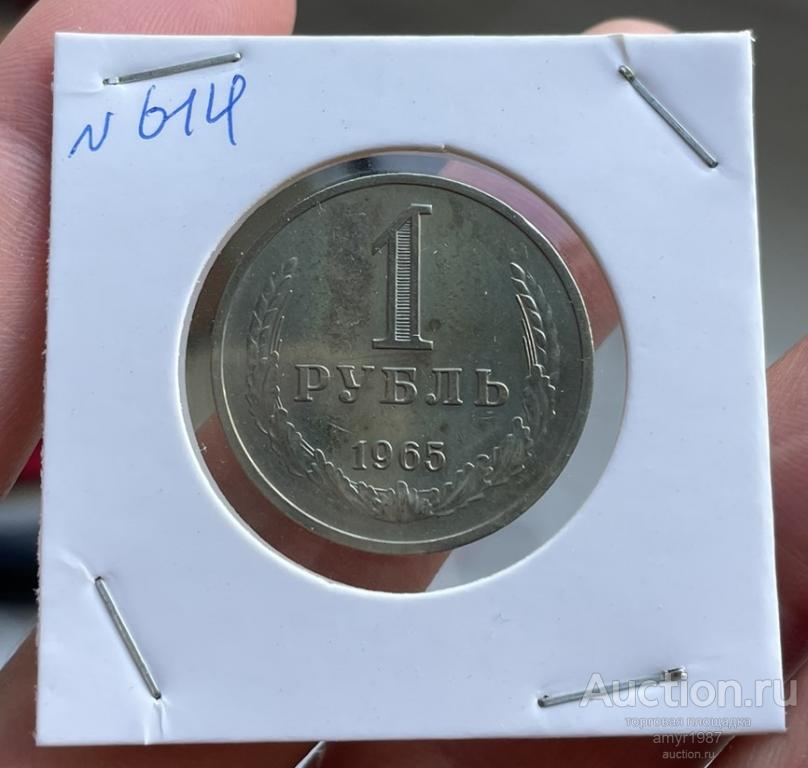 N 614
1
РУБЛЬ
1965
Auction.ru
торговая площадка
amyr1987
auction.ru